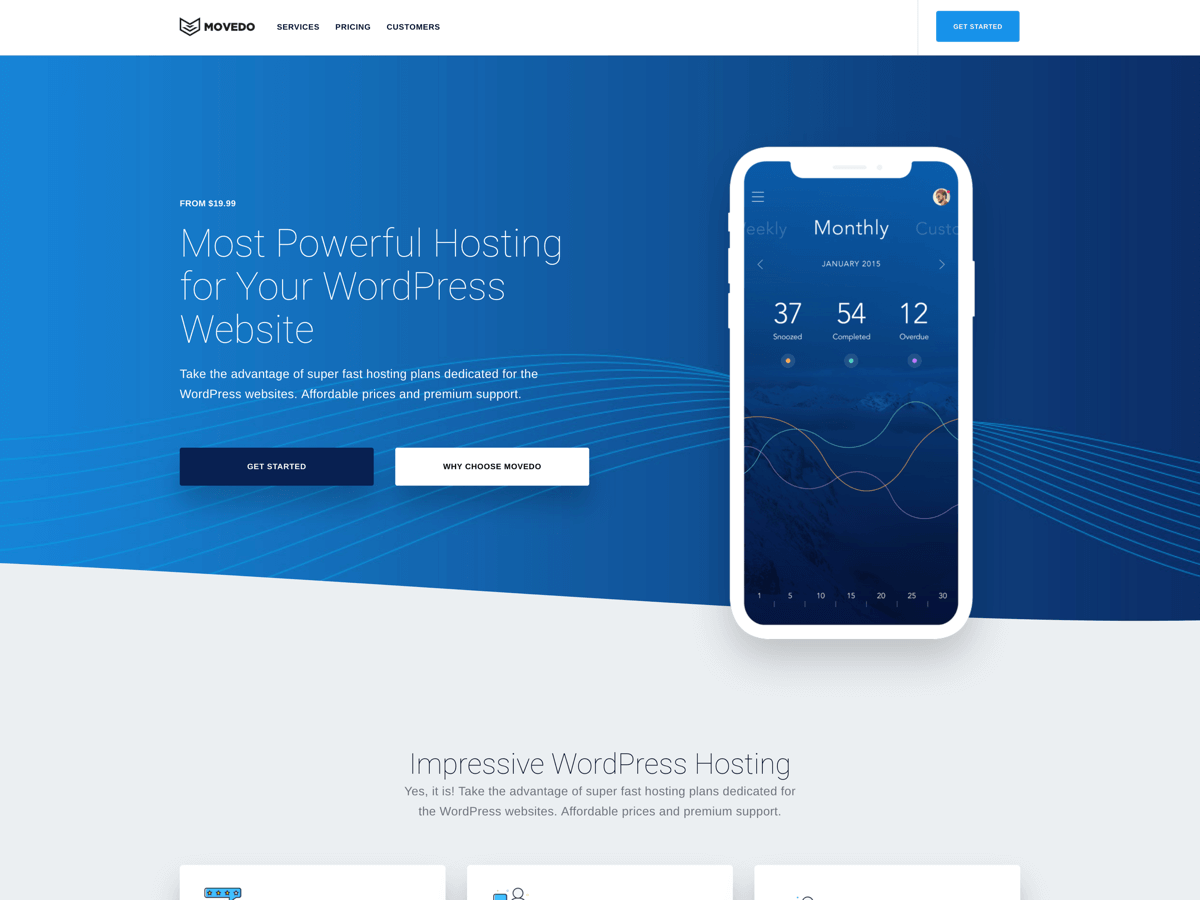 MOVEDO
SERVICES
PRICING
CUSTOMERS
GET STARTED
FROM $19.99
Most Powerful Hosting
for Your WordPress
Website
Take the advantage of super fast hosting plans dedicated for the
WordPress websites. Affordable prices and premium support.
GET STARTED
WHY CHOOSE MOVEDO
eekly Monthly Custo
JANUARY 2015
37 54 12
Snoozed Completed Overdue
1 5 10 15 20 25 30
Impressive WordPress Hosting
Yes, it is! Take the advantage of super fast hosting plans dedicated for
the WordPress websites. Affordable prices and premium support.